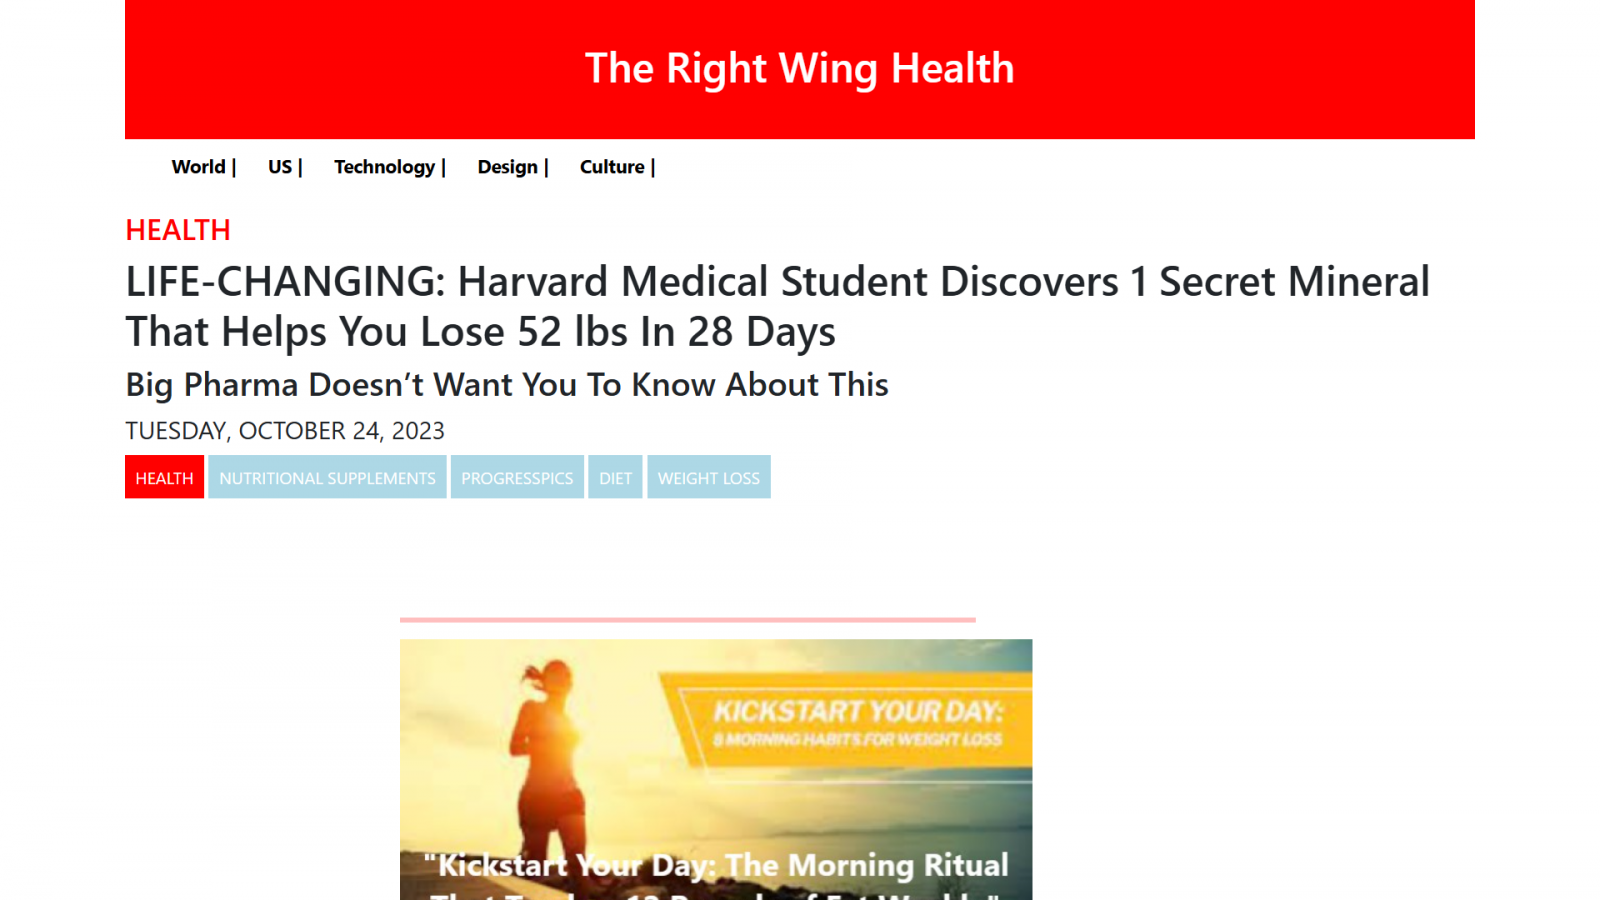 The Right Wing Health
World |
US |
Technology |
Design |
Culture |
HEALTH
LIFE-CHANGING: Harvard Medical Student Discovers 1 Secret Mineral
That Helps You Lose 52 lbs In 28 Days
Big Pharma Doesn’t Want You To Know About This
TUESDAY, OCTOBER 24, 2023
HEALTH
NUTRITIONAL SUPPLEMENTS
PROGRESSPICS
DIET
WEIGHT LOSS
KICKSTART YOUR DAY:
8 MORNING HABITS FOR WEIGHT LOSS
"Kickstart Your Day: The Morning Ritual